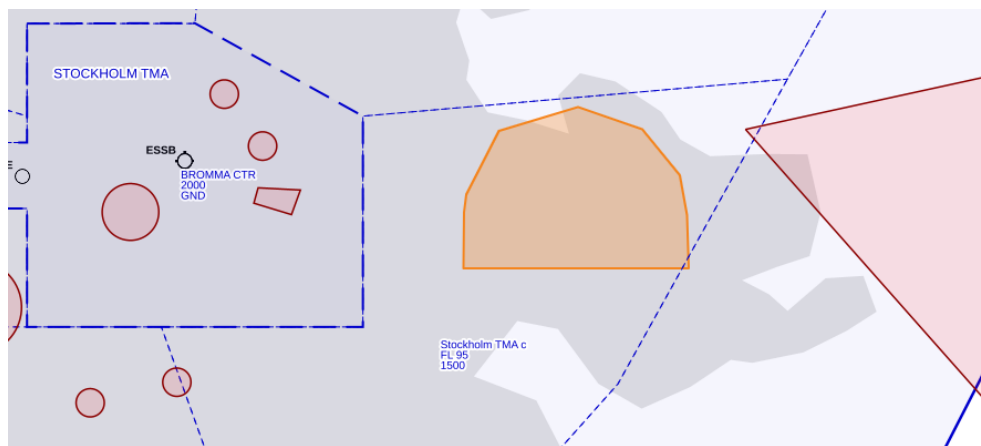 STOCKHOLM TMA
ESSB
E
BROMMA CTR
2000
GND
Stockholm TMA c
FL 95
1500